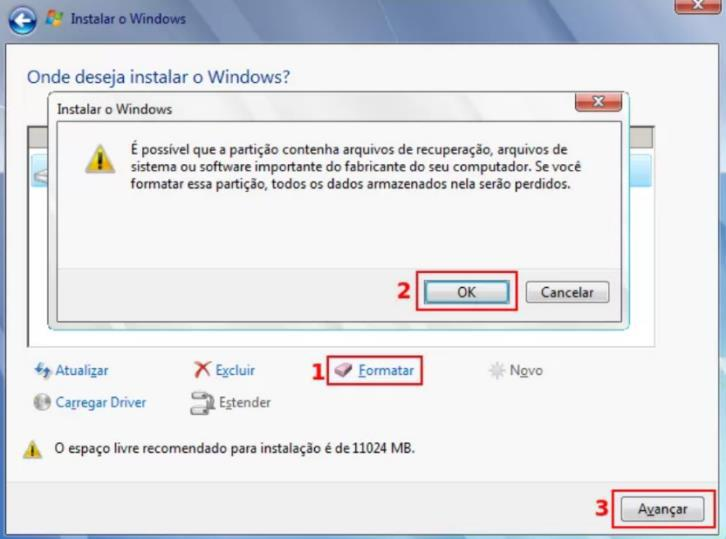 Instalar o Windows
Onde deseja instalar o Windows?
Instalar o Windows
É possível que a partição contenha arquivos de recuperação, arquivos de
sistema ou software importante do fabricante do seu computador. Se você
formatar essa partição, todos os dados armazenados nela serão perdidos.
2 OK Cancelar
Atualizar Excluir 1 Formatar Novo
Carregar Driver Estender
O espaço livre recomendado para instalação é de 11024 MB.
3 Avançar